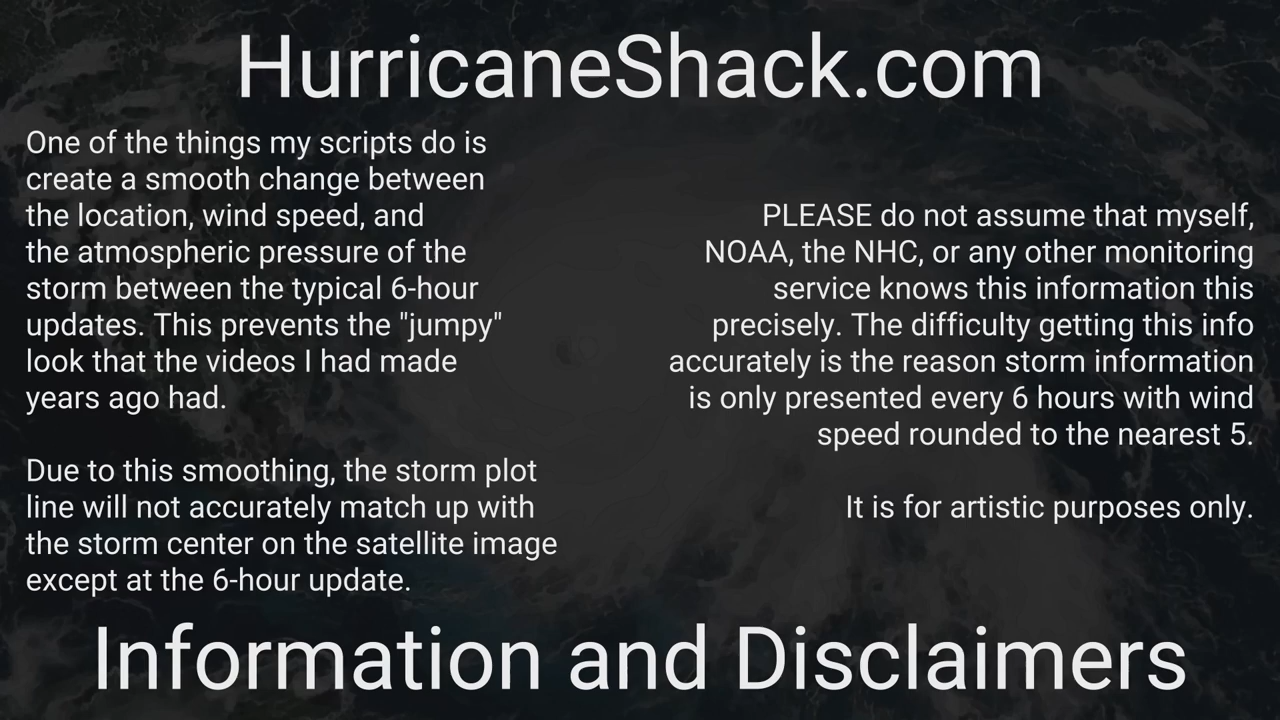 HurricaneShack.com
One of the things my scripts do is
create a smooth change between
the location, wind speed, and
the atmospheric pressure of the
storm between the typical 6-hour
updates. This prevents the "jumpy"
look that the videos I had made
years ago had.
Due to this smoothing, the storm plot
line will not accurately match up with
the storm center on the satellite image
except at the 6-hour update.
PLEASE do not assume that myself,
NOAA, the NHC, or any other monitoring
service knows this information this
precisely. The difficulty getting this info
accurately is the reason storm information
is only presented every 6 hours with wind
speed rounded to the nearest 5.
It is for artistic purposes only.
Information and Disclaimers